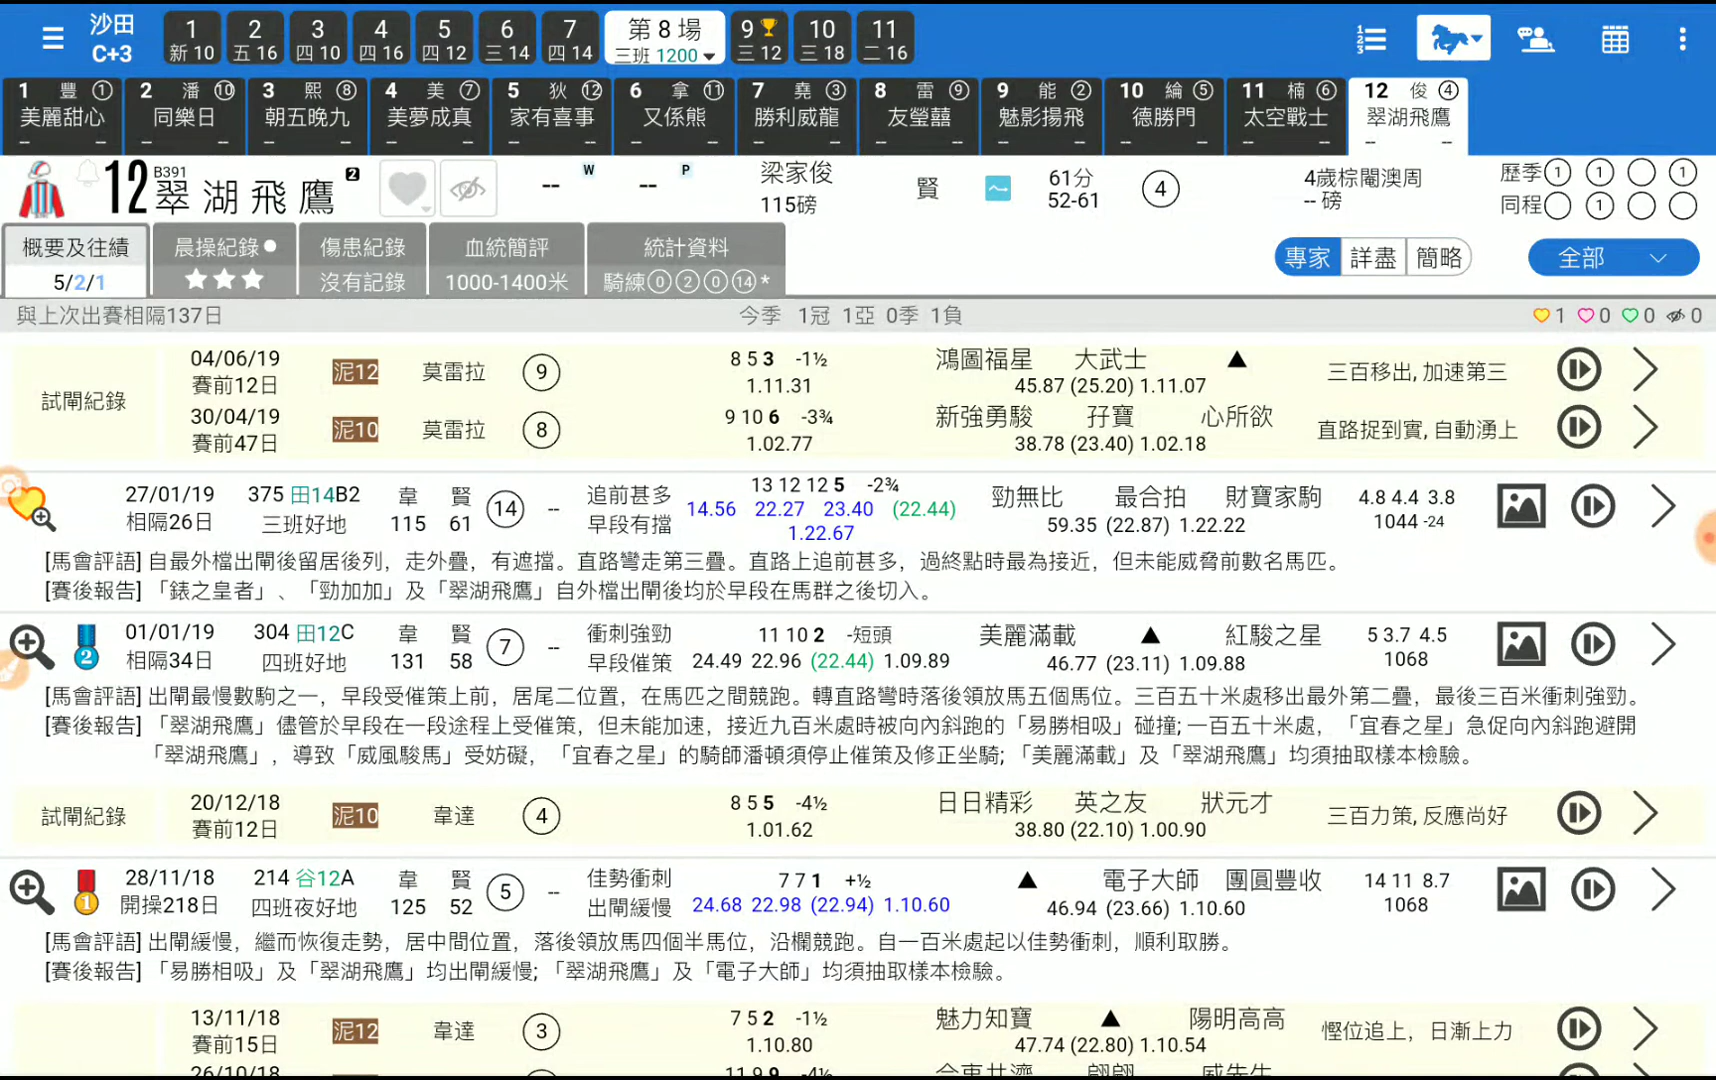 沙田
C+3
1
新 10
2
五 16
3
四 10
4
四 16
5
四 12
6
三 14
7
四 14
第 8 場
三班 1200
9
三 12
10
三 18
11
二 16
1 豐 ①
美麗甜心
-- --
2 潘 ⑩
同樂日
-- --
3 熙 ⑧
朝五晚九
-- --
4 美 ⑦
美夢成真
-- --
5 狄 ⑫
家有喜事
-- --
6 拿 ⑪
又係熊
-- --
7 堯 ③
勝利威龍
-- --
8 雷 ⑨
友瑩囍
-- --
9 能 ②
魅影揚飛
-- --
10 綸 ⑤
德勝門
-- --
11 楠 ⑥
太空戰士
-- --
12 俊 ④
翠湖飛鷹
-- --
12 B391 翠湖飛鷹 2
-- W -- P
梁家俊
115磅
賢
61分
52-61
④
4歲棕閹澳周
-- 磅
歷季 ① ① ○ ①
同程 ○ ① ○ ○
概要及往績
5/2/1
晨操紀錄
★★★
傷患紀錄
沒有記錄
血統簡評
1000-1400米
統計資料
騎練⓪②⓪⑭*
專家 詳盡 簡略
全部
與上次出賽相隔137日 今季 1冠 1亞 0季 1負 1 0 0 0
試閘紀錄
04/06/19 泥12 莫雷拉 ⑨ 8 5 3 -1½ 鴻圖福星 大武士 ▲ 三百移出, 加速第三
賽前12日 1.11.31 45.87 (25.20) 1.11.07
30/04/19 泥10 莫雷拉 ⑧ 9 10 6 -3¾ 新強勇駿 孖寶 心所欲 直路捉到實, 自動湧上
賽前47日 1.02.77 38.78 (23.40) 1.02.18
27/01/19 375 田14B2 韋 賢 ⑭ -- 追前甚多 13 12 12 5 -2¾ 勁無比 最合拍 財寶家駒 4.8 4.4 3.8
相隔26日 三班好地 115 61 早段有擋 14.56 22.27 23.40 (22.44) 59.35 (22.87) 1.22.22 1044 -24
1.22.67
[馬會評語] 自最外檔出閘後留居後列，走外疊，有遮擋。直路彎走第三疊。直路上追前甚多，過終點時最為接近，但未能威脅前數名馬匹。
[賽後報告] 「錶之皇者」、「勁加加」及「翠湖飛鷹」自外檔出閘後均於早段在馬群之後切入。
2
01/01/19 304 田12C 韋 賢 ⑦ -- 衝刺強勁 11 10 2 -短頭 美麗滿載 ▲ 紅駿之星 5 3.7 4.5
相隔34日 四班好地 131 58 早段催策 24.49 22.96 (22.44) 1.09.89 46.77 (23.11) 1.09.88 1068
[馬會評語] 出閘最慢數駒之一，早段受催策上前，居尾二位置，在馬匹之間競跑。轉直路彎時落後領放馬五個馬位。三百五十米處移出最外第二疊，最後三百米衝刺強勁。
[賽後報告] 「翠湖飛鷹」儘管於早段在一段途程上受催策，但未能加速，接近九百米處時被向內斜跑的「易勝相吸」碰撞; 一百五十米處，「宜春之星」急促向內斜跑避開
「翠湖飛鷹」，導致「威風駿馬」受妨礙，「宜春之星」的騎師潘頓須停止催策及修正坐騎; 「美麗滿載」及「翠湖飛鷹」均須抽取樣本檢驗。
試閘紀錄
20/12/18 泥10 韋達 ④ 8 5 5 -4½ 日日精彩 英之友 狀元才 三百力策, 反應尚好
賽前12日 1.01.62 38.80 (22.10) 1.00.90
1
28/11/18 214 谷12A 韋 賢 ⑤ -- 佳勢衝刺 7 7 1 +½ ▲ 電子大師 團圓豐收 14 11 8.7
開操218日 四班夜好地 125 52 出閘緩慢 24.68 22.98 (22.94) 1.10.60 46.94 (23.66) 1.10.60 1068
[馬會評語] 出閘緩慢，繼而恢復走勢，居中間位置，落後領放馬四個半馬位，沿欄競跑。自一百米處起以佳勢衝刺，順利取勝。
[賽後報告] 「易勝相吸」及「翠湖飛鷹」均出閘緩慢; 「翠湖飛鷹」及「電子大師」均須抽取樣本檢驗。
13/11/18 泥12 韋達 ③ 7 5 2 -1½ 魅力知寶 ▲ 陽明高高 慳位追上，日漸上力
賽前15日 1.10.80 47.74 (22.80) 1.10.54
26/10/18 11 9 9 -4½